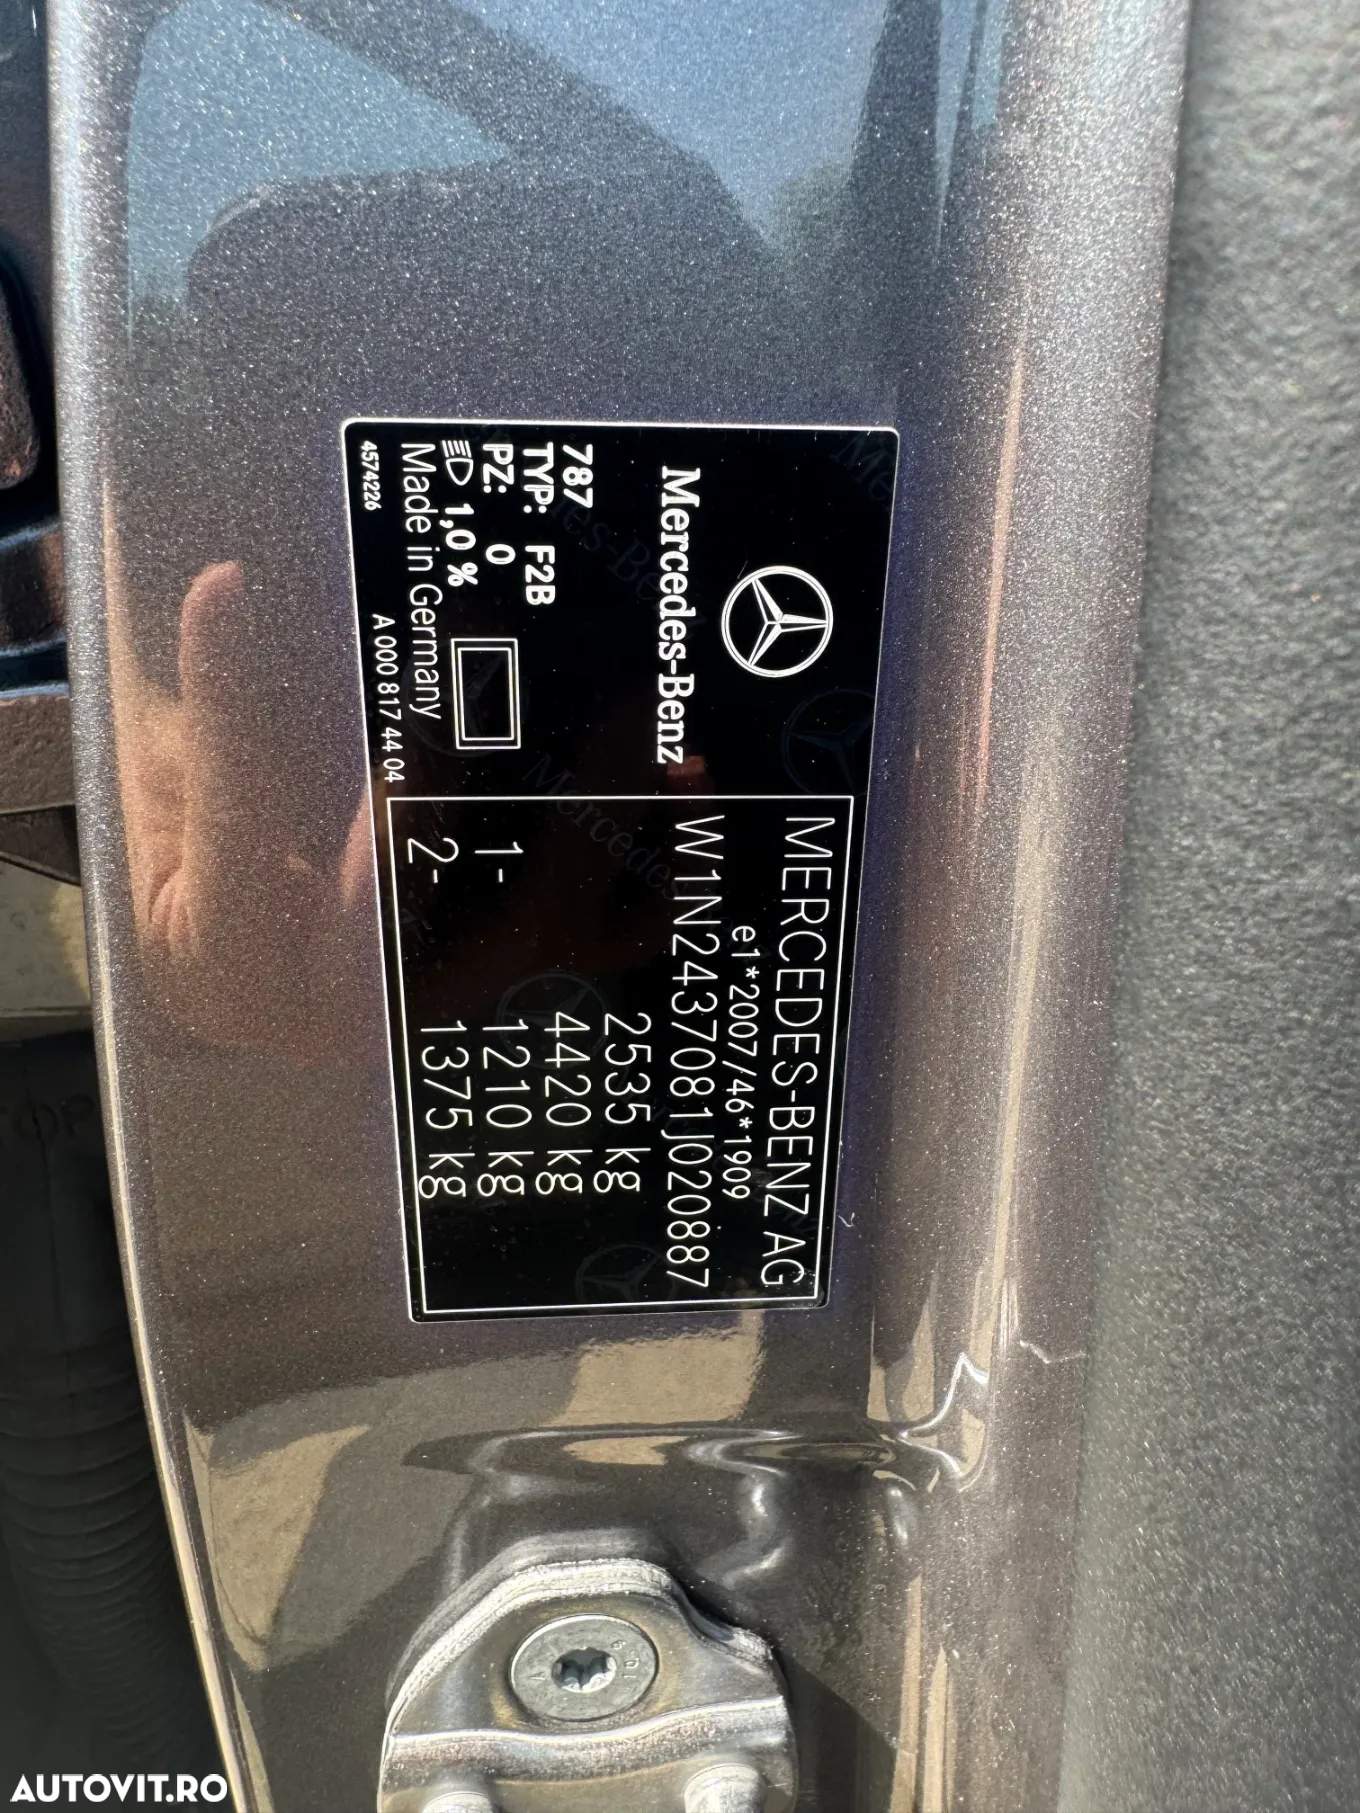 Mercedes-Benz
787
TYP: F2B
PZ: 0
1,0 %
Made in Germany
4574226
A 000 817 44 04
MERCEDES-BENZ AG
e1*2007/46*1909
W1N2437081J020887
2535 kg
4420 kg
1- 1210 kg
2- 1375 kg
AUTOVIT.RO